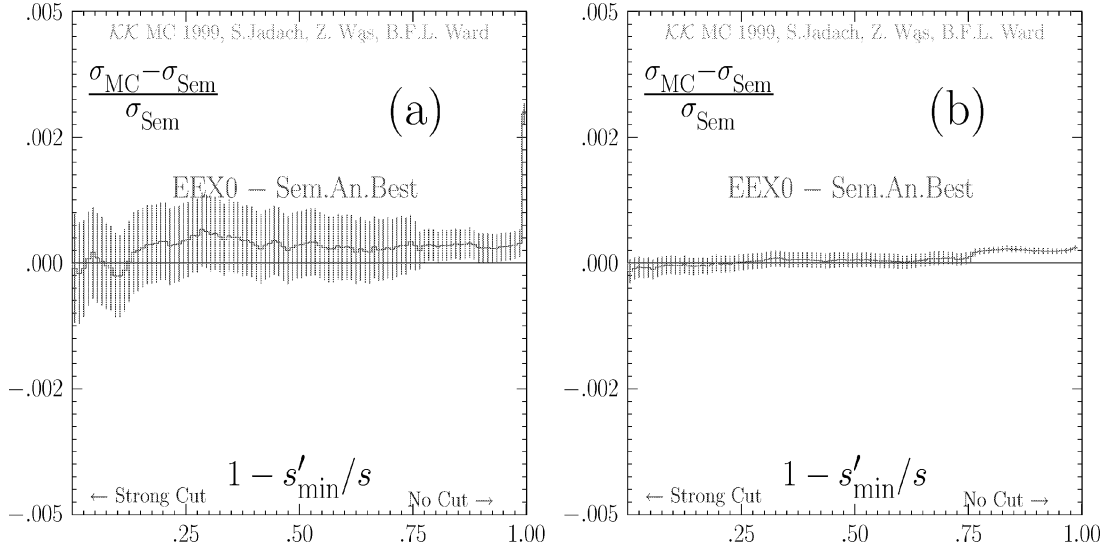 .005
KK MC 1999, S.Jadach, Z. Wąs, B.F.L. Ward
σMC−σSem
σSem
(a)
.002
EEX0 − Sem.An.Best
.000
−.002
1 − s′min/s
← Strong Cut
No Cut →
−.005
.25
.50
.75
1.00
.005
KK MC 1999, S.Jadach, Z. Wąs, B.F.L. Ward
σMC−σSem
σSem
(b)
.002
EEX0 − Sem.An.Best
.000
−.002
1 − s′min/s
← Strong Cut
No Cut →
−.005
.25
.50
.75
1.00